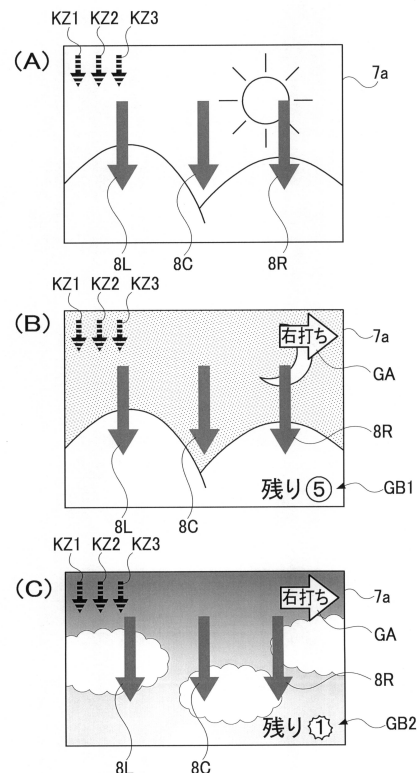 KZ1 KZ2 KZ3
(A)
7a
8L 8C 8R
KZ1 KZ2 KZ3
(B)
右打ち
7a
GA
8R
残り⑤
GB1
8L 8C
KZ1 KZ2 KZ3
(C)
右打ち
7a
GA
8R
残り①
GB2
8L 8C